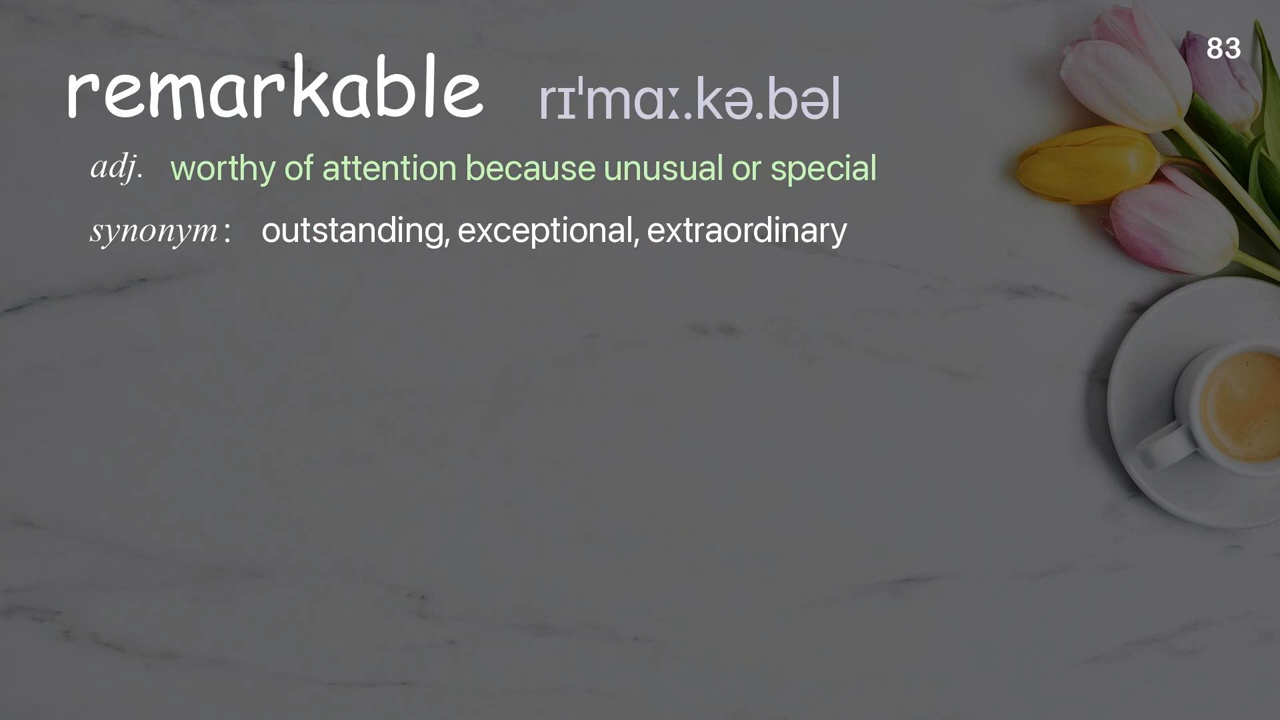 83
remarkable rɪˈmɑː.kə.bəl
adj. worthy of attention because unusual or special
synonym: outstanding, exceptional, extraordinary